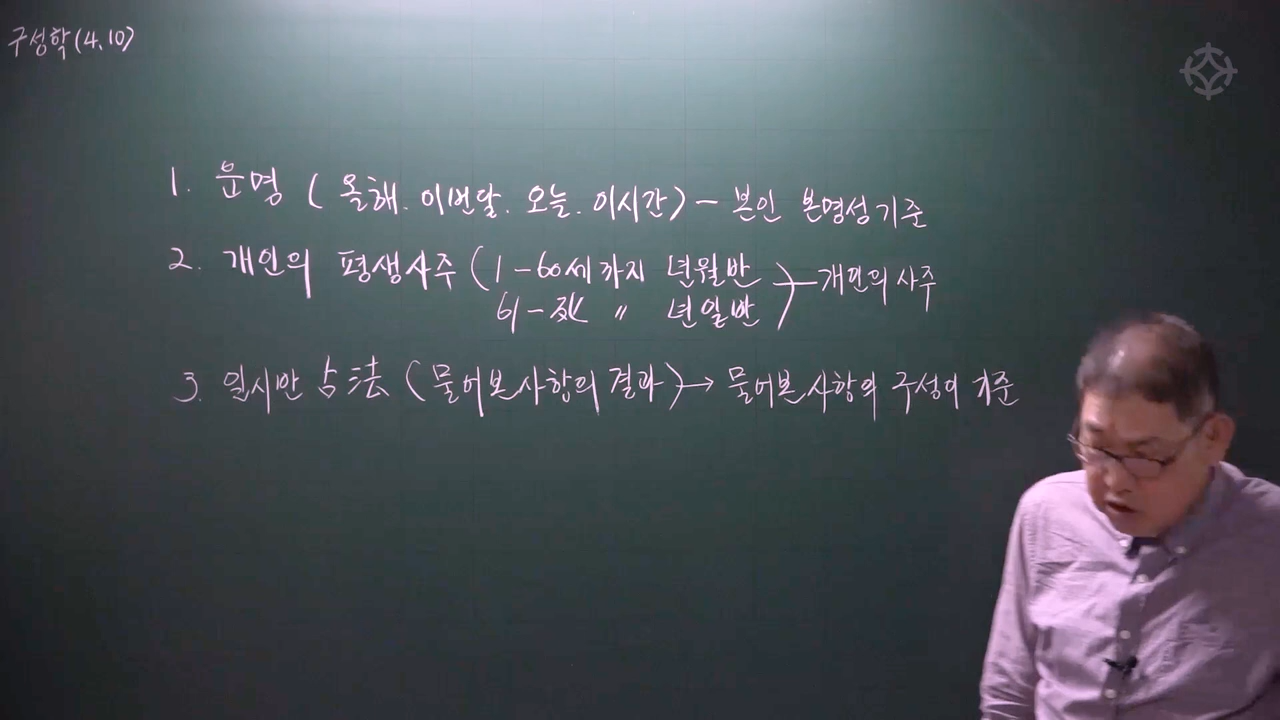 구성학(4.10)
1. 운명 ( 올해. 이번달. 오늘. 이시간) - 본인 본명성기준
2. 개인의 평생사주 (1-60세까지 년월반
61-死 〃 년일반) - 개인의 사주
3. 일시반 占法 (물어본사항의 결과) → 물어본사항의 구성이 기준